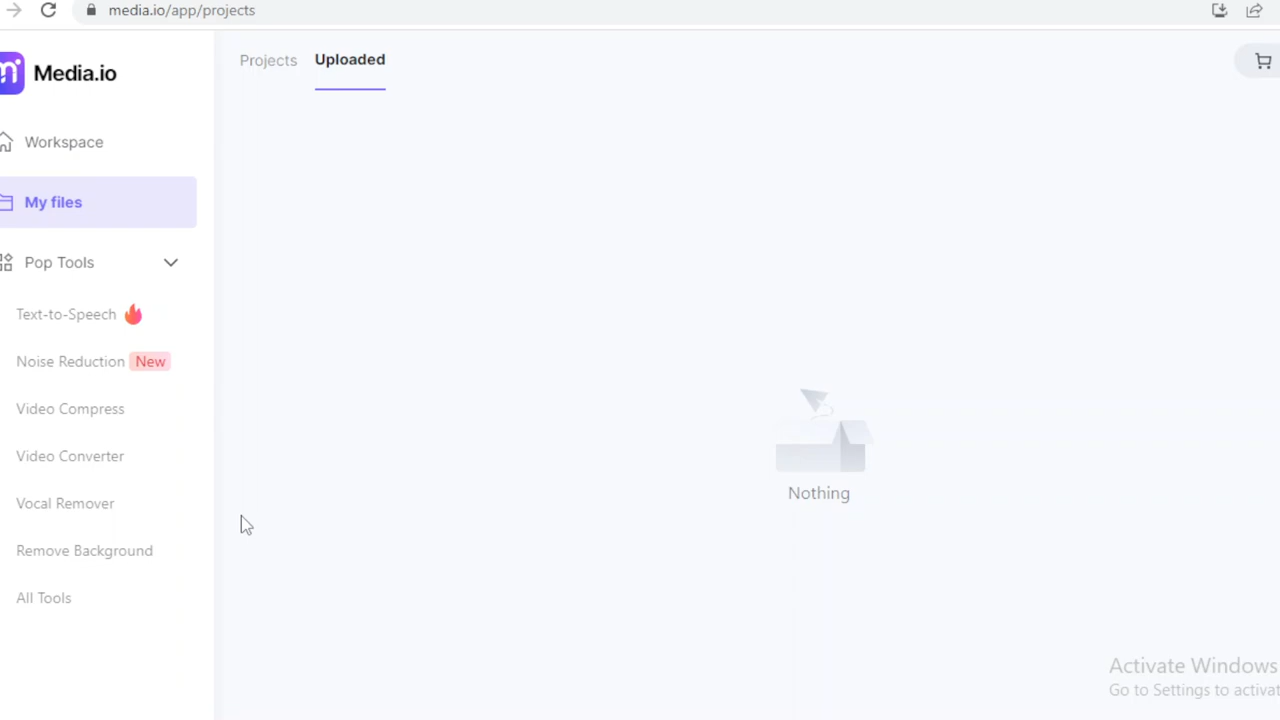 media.io/app/projects
Media.io
Projects
Uploaded
Workspace
My files
Pop Tools
Text-to-Speech
Noise Reduction New
Video Compress
Video Converter
Vocal Remover
Remove Background
All Tools
Nothing
Activate Windows
Go to Settings to activat